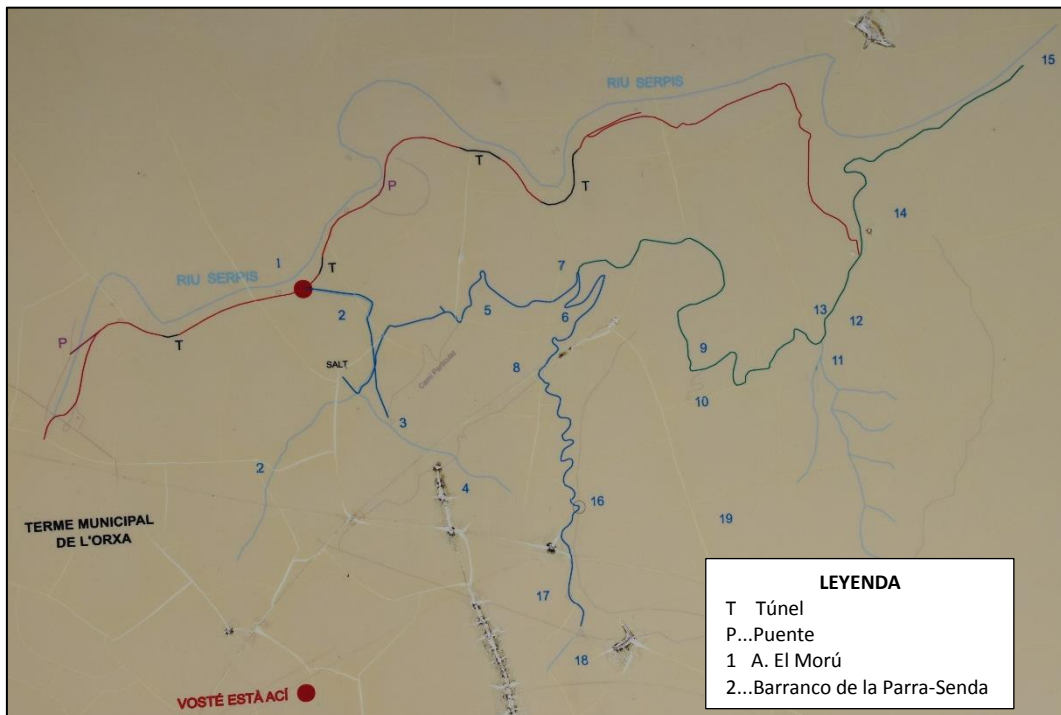 15
RIU SERPIS
T
P
T
14
1
T
7
RIU SERPIS
2
5
6
13
12
P
T
SALT
8
9
11
Camí Particular
10
3
2
4
16
TERME MUNICIPAL
DE L'ORXA
19
17
18
VOSTÉ ESTÀ ACÍ
LEYENDA
T Túnel
P...Puente
1 A. El Morú
2...Barranco de la Parra-Senda